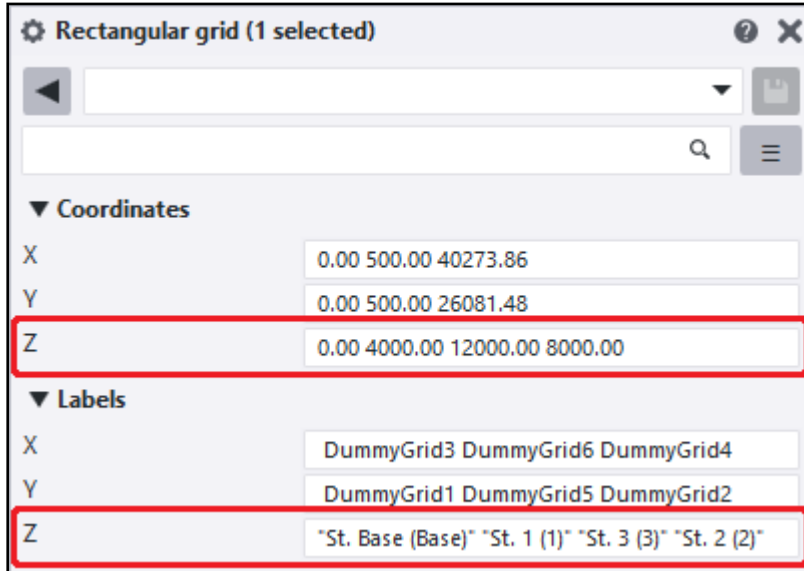 Rectangular grid (1 selected)
Coordinates
X 0.00 500.00 40273.86
Y 0.00 500.00 26081.48
Z 0.00 4000.00 12000.00 8000.00
Labels
X DummyGrid3 DummyGrid6 DummyGrid4
Y DummyGrid1 DummyGrid5 DummyGrid2
Z "St. Base (Base)" "St. 1 (1)" "St. 3 (3)" "St. 2 (2)"